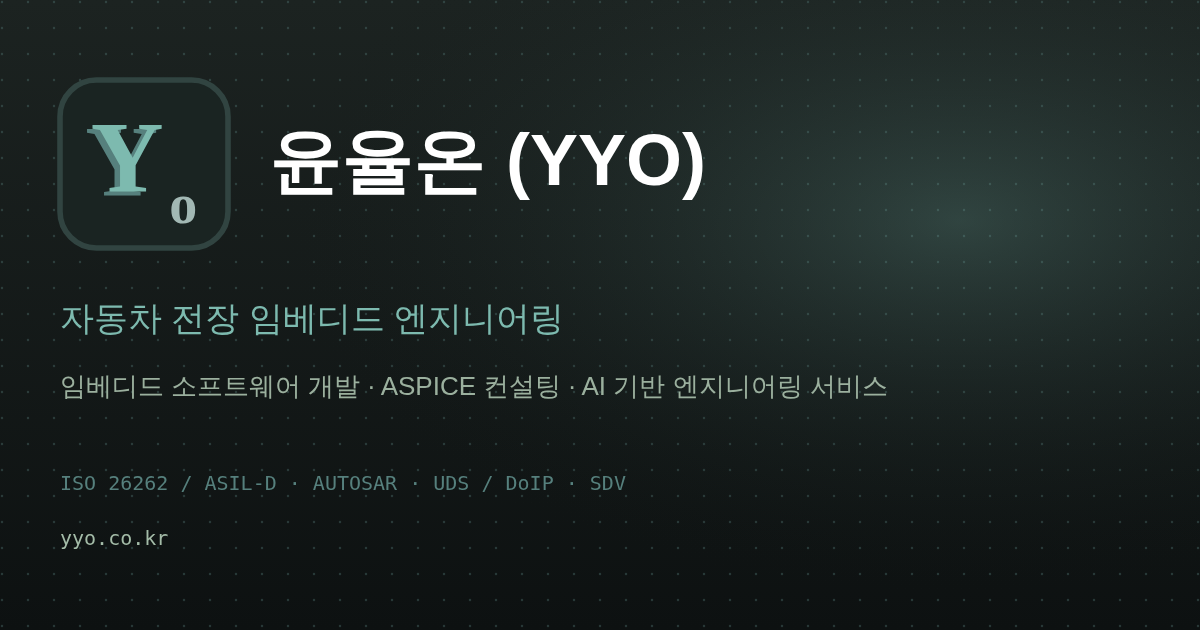 Yo
윤율온 (YYO)
자동차 전장 임베디드 엔지니어링
임베디드 소프트웨어 개발 · ASPICE 컨설팅 · AI 기반 엔지니어링 서비스
ISO 26262 / ASIL-D · AUTOSAR · UDS / DoIP · SDV
yyo.co.kr